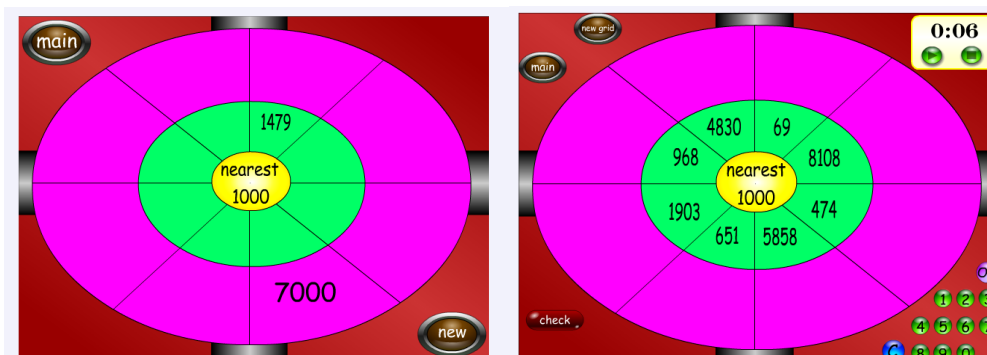 main
1479
nearest
1000
7000
new
new grid
main
0:06
4830 69
968 8108
nearest
1000
1903 474
651 5858
check
1 2 3
4 5 6
C 8 9 0